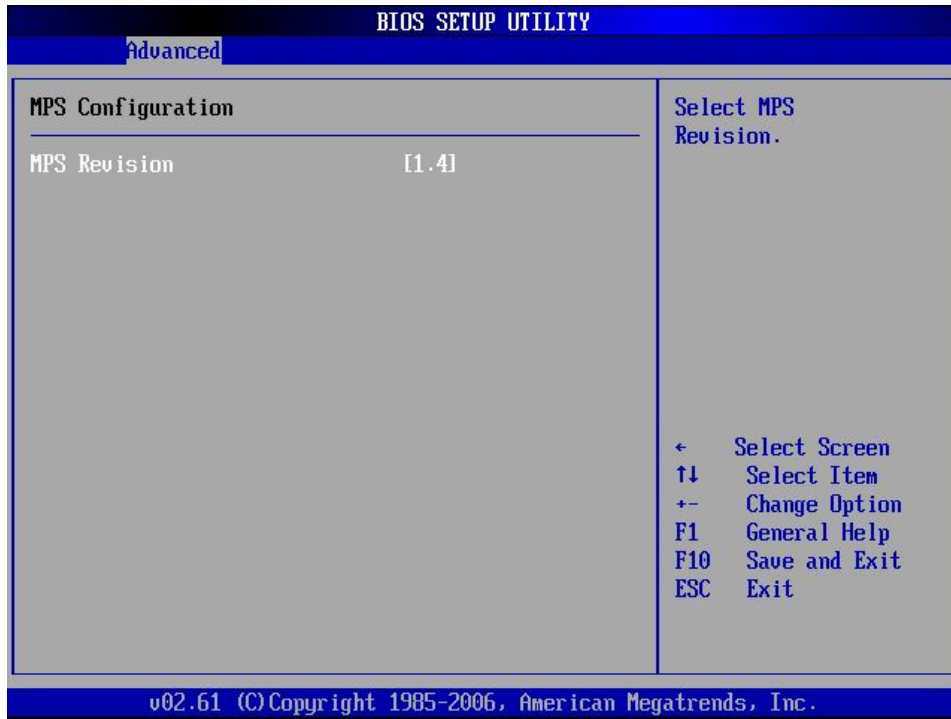 BIOS SETUP UTILITY
Advanced
MPS Configuration
MPS Revision [1.4]
Select MPS
Revision.
← Select Screen
↑↓ Select Item
+- Change Option
F1 General Help
F10 Save and Exit
ESC Exit
v02.61 (C)Copyright 1985-2006, American Megatrends, Inc.